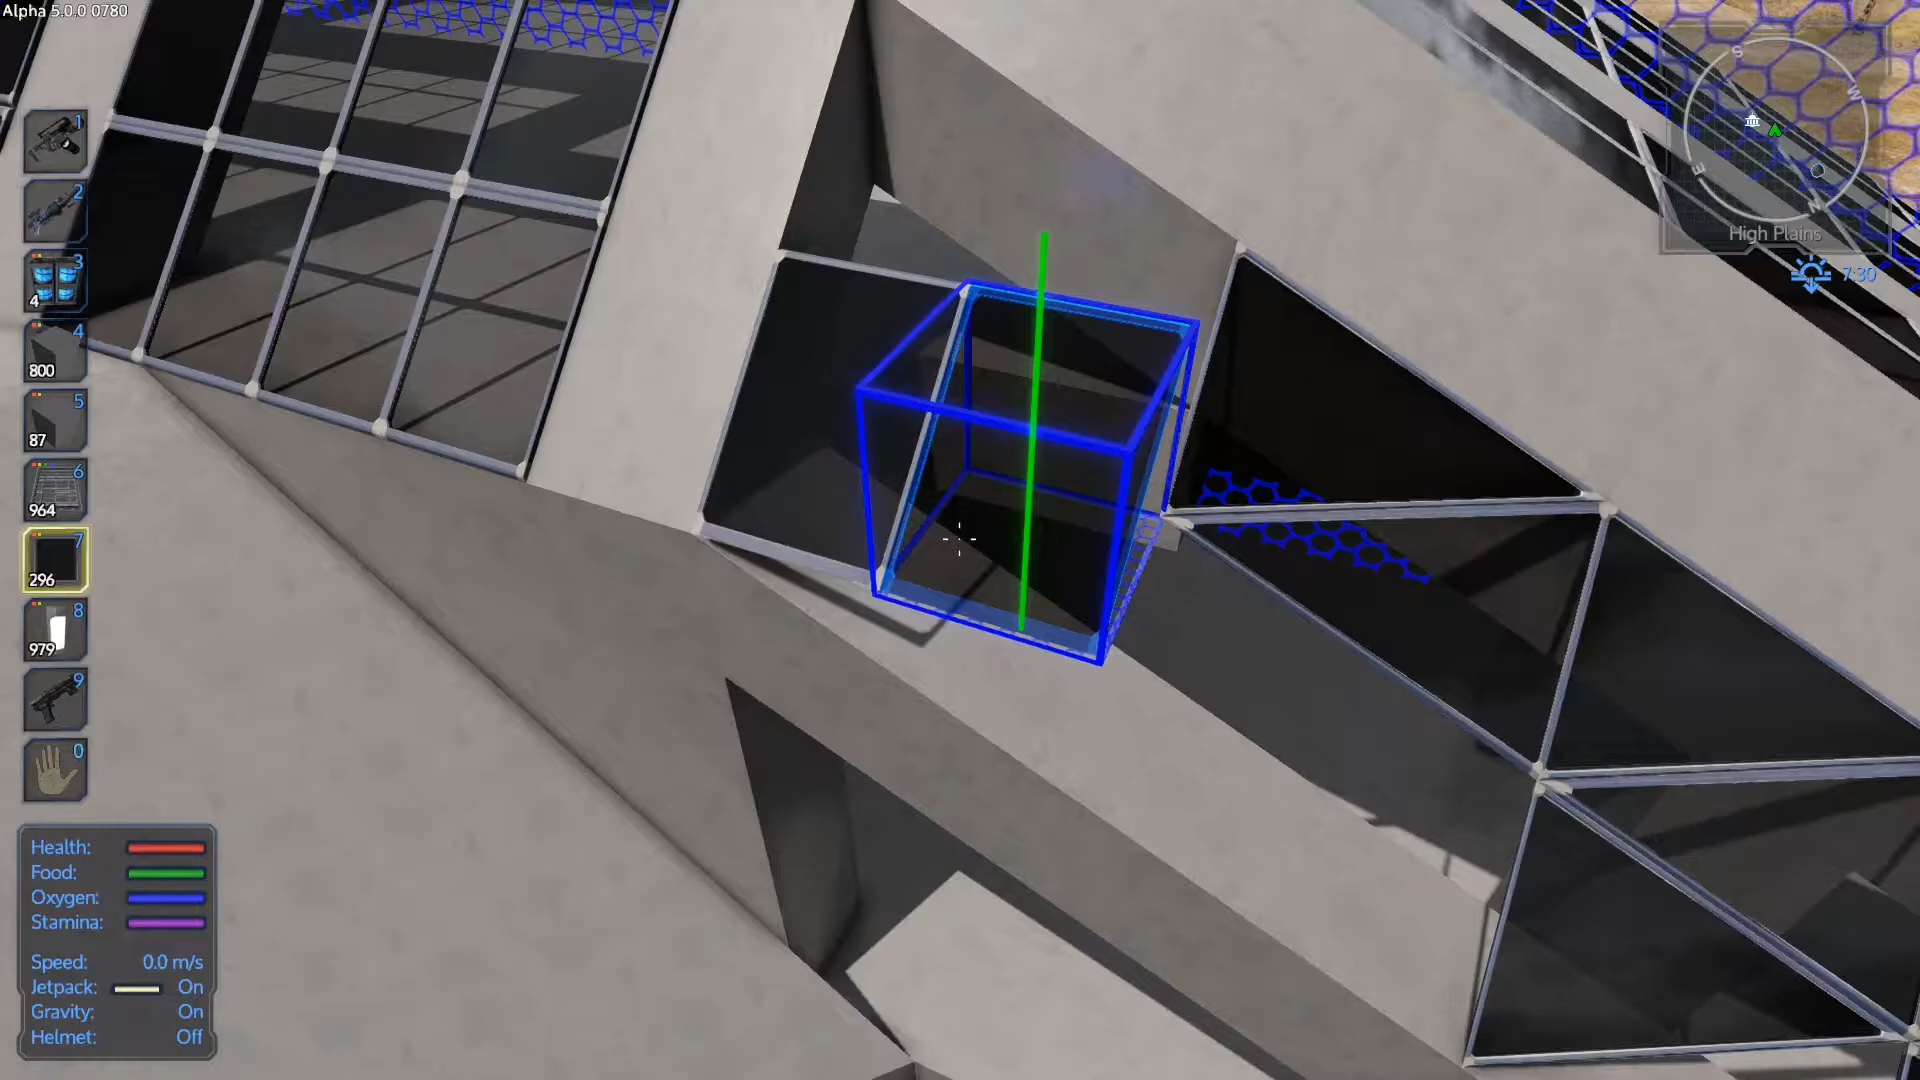 Alpha 5.0.0 0780
S
W
E
N
High Plains
7:30
1
2
3
4
4
800
5
87
6
964
7
296
8
979
9
0
Health:
Food:
Oxygen:
Stamina:
Speed: 0.0 m/s
Jetpack: On
Gravity: On
Helmet: Off